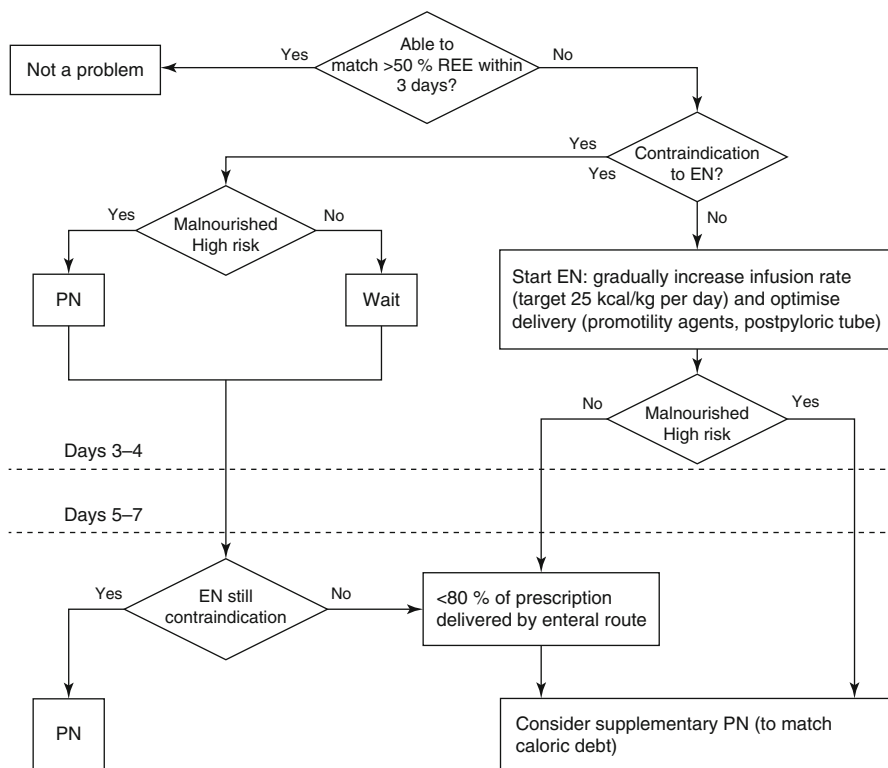 Able to
match >50 % REE within
3 days?
Yes
No
Not a problem
Contraindication
to EN?
Yes
Yes
No
Malnourished
High risk
Yes
No
PN
Wait
Start EN: gradually increase infusion rate
(target 25 kcal/kg per day) and optimise
delivery (promotility agents, postpyloric tube)
Malnourished
High risk
No
Yes
Days 3–4
Days 5–7
EN still
contraindication
Yes
No
<80 % of prescription
delivered by enteral route
PN
Consider supplementary PN (to match
caloric debt)